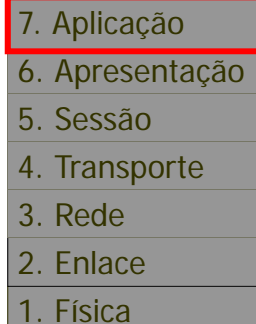 7. Aplicação
6. Apresentação
5. Sessão
4. Transporte
3. Rede
2. Enlace
1. Física